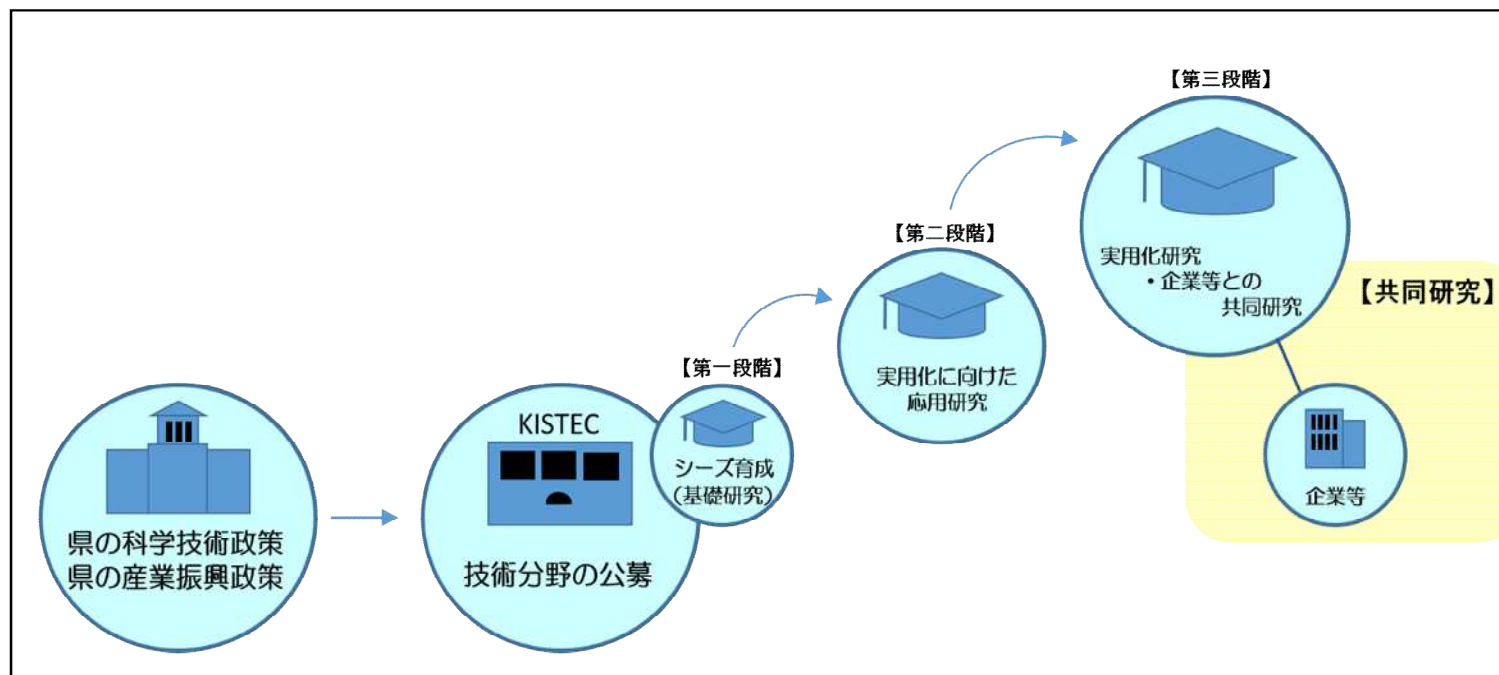 県の科学技術政策
県の産業振興政策
KISTEC
技術分野の公募
【第一段階】
シーズ育成
（基礎研究）
【第二段階】
実用化に向けた
応用研究
【第三段階】
実用化研究
・企業等との
共同研究
【共同研究】
企業等